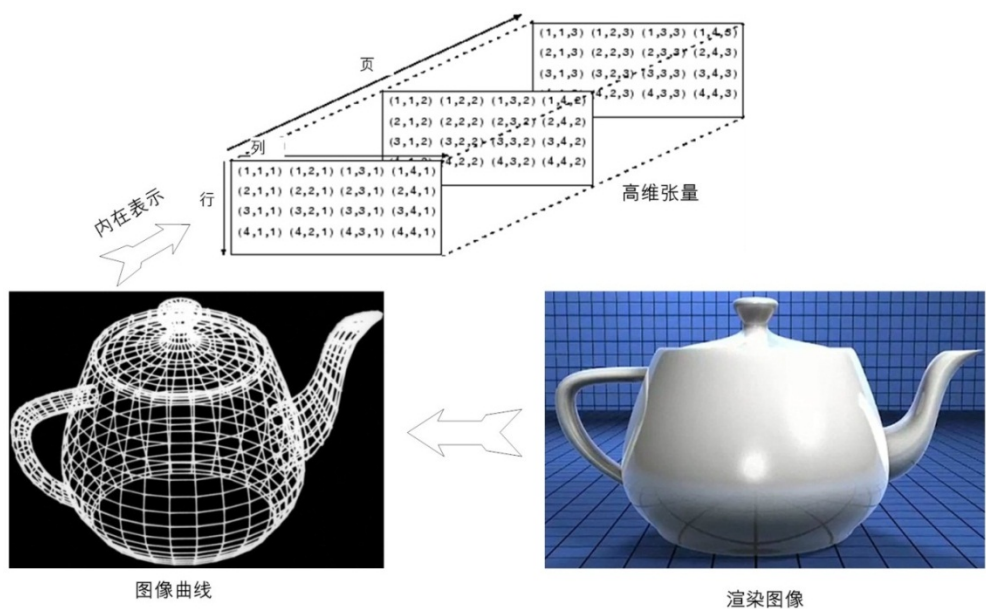 (1,1,3) (1,2,3) (1,3,3) (1,4,3)
(2,1,3) (2,2,3) (2,3,3) (2,4,3)
(3,1,3) (3,2,3) (3,3,3) (3,4,3)
4,2,3) (4,3,3) (4,4,3)
页
(1,1,2) (1,2,2) (1,3,2) (1,4,2)
(2,1,2) (2,2,2) (2,3,2) (2,4,2)
(3,1,2) (3,2,2) (3,3,2) (3,4,2)
4,2,2) (4,3,2) (4,4,2)
列
(1,1,1) (1,2,1) (1,3,1) (1,4,1)
(2,1,1) (2,2,1) (2,3,1) (2,4,1)
(3,1,1) (3,2,1) (3,3,1) (3,4,1)
(4,1,1) (4,2,1) (4,3,1) (4,4,1)
行
高维张量
内在表示
图像曲线
渲染图像